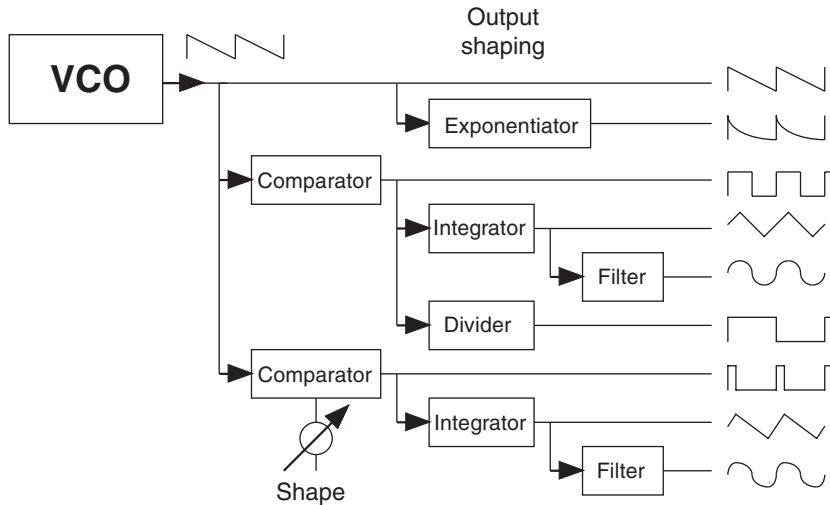 Output
shaping
VCO
Exponentiator
Comparator
Integrator
Filter
Divider
Comparator
Integrator
Filter
Shape